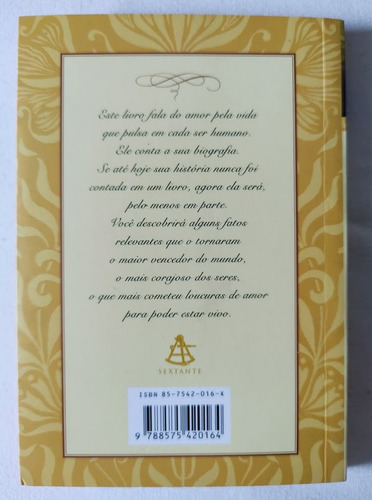 Este livro fala do amor pela vida
que pulsa em cada ser humano.
Ele conta a sua biografia.
Se até hoje sua história nunca foi
contada em um livro, agora ela será,
pelo menos em parte.
Você descobrirá alguns fatos
relevantes que o tornaram
o maior vencedor do mundo,
o mais corajoso dos seres,
o que mais cometeu loucuras de amor
para poder estar vivo.
SEXTANTE
ISBN 85-7542-016-X
9 788575 420164